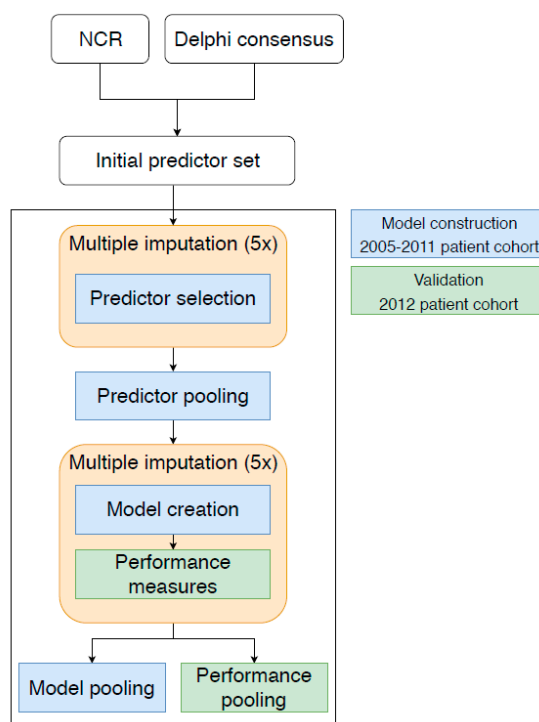 NCR
Delphi consensus
Initial predictor set
Multiple imputation (5x)
Predictor selection
Predictor pooling
Multiple imputation (5x)
Model creation
Performance
measures
Model pooling
Performance
pooling
Model construction
2005-2011 patient cohort
Validation
2012 patient cohort